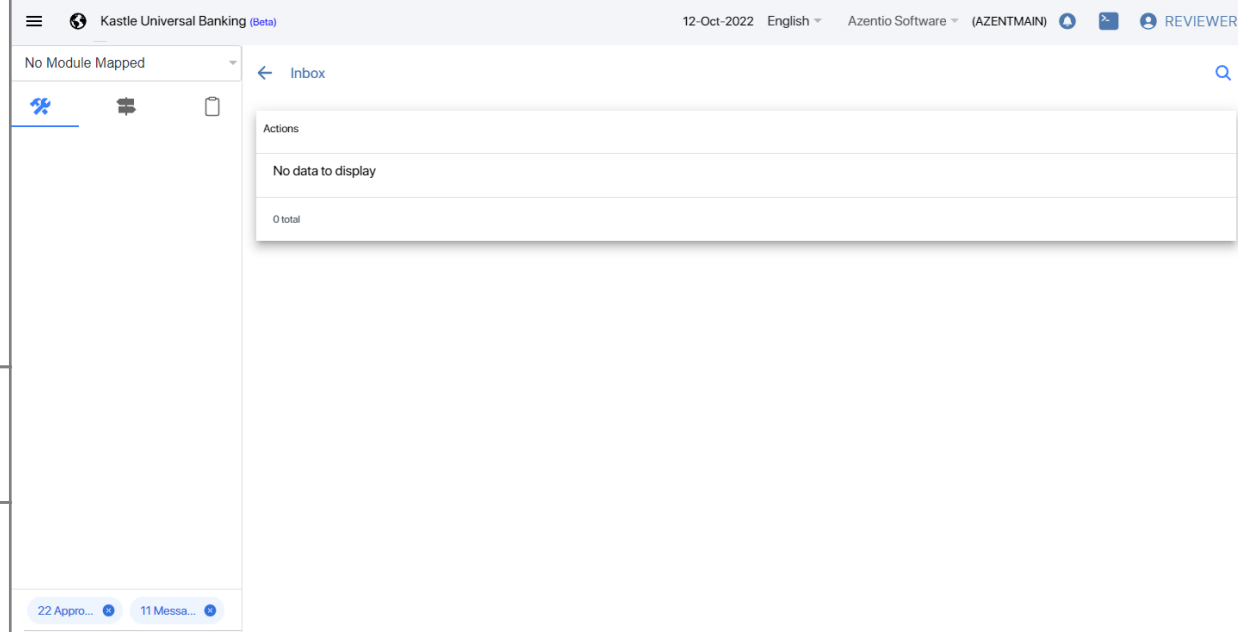 Kastle Universal Banking (Beta)
12-Oct-2022 English Azentio Software (AZENTMAIN) REVIEWER
No Module Mapped
Inbox
Actions
No data to display
0 total
22 Appro... 11 Messa...